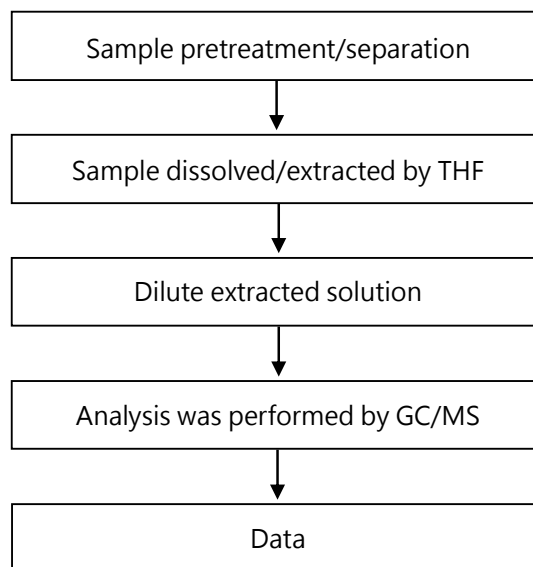 Sample pretreatment/separation
Sample dissolved/extracted by THF
Dilute extracted solution
Analysis was performed by GC/MS
Data